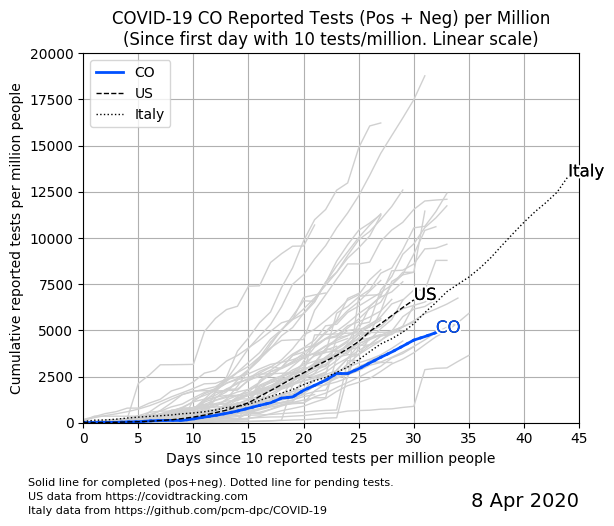 COVID-19 CO Reported Tests (Pos + Neg) per Million
(Since first day with 10 tests/million. Linear scale)
Cumulative reported tests per million people
20000
17500
15000
12500
10000
7500
5000
2500
0
CO
US
Italy
Italy
US
CO
0 5 10 15 20 25 30 35 40 45
Days since 10 reported tests per million people
Solid line for completed (pos+neg). Dotted line for pending tests.
US data from https://covidtracking.com
Italy data from https://github.com/pcm-dpc/COVID-19
8 Apr 2020